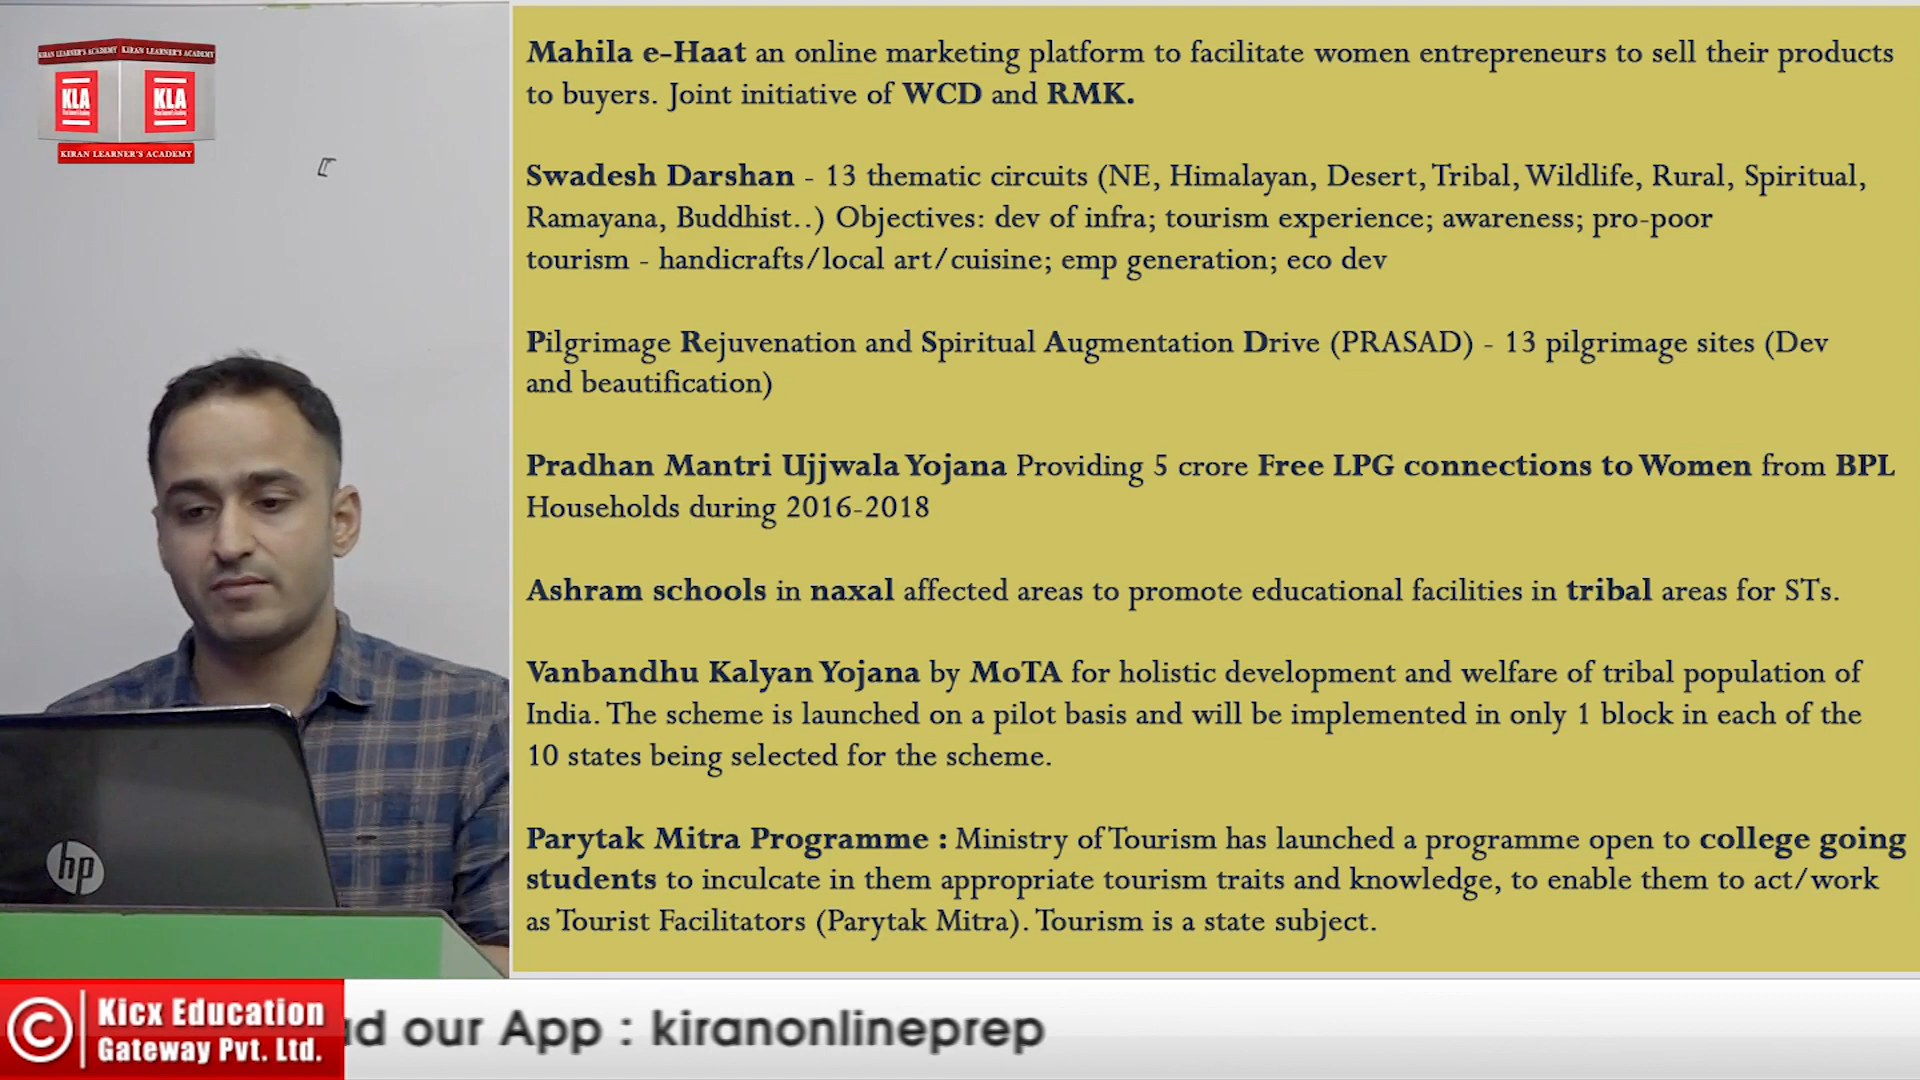 KIRAN LEARNER'S ACADEMY KIRAN LEARNER'S ACADEMY
KLA KLA
KIRAN LEARNER'S ACADEMY
Mahila e-Haat an online marketing platform to facilitate women entrepreneurs to sell their products
to buyers. Joint initiative of WCD and RMK.
Swadesh Darshan - 13 thematic circuits (NE, Himalayan, Desert, Tribal, Wildlife, Rural, Spiritual,
Ramayana, Buddhist..) Objectives: dev of infra; tourism experience; awareness; pro-poor
tourism - handicrafts/local art/cuisine; emp generation; eco dev
Pilgrimage Rejuvenation and Spiritual Augmentation Drive (PRASAD) - 13 pilgrimage sites (Dev
and beautification)
Pradhan Mantri Ujjwala Yojana Providing 5 crore Free LPG connections to Women from BPL
Households during 2016-2018
Ashram schools in naxal affected areas to promote educational facilities in tribal areas for STs.
Vanbandhu Kalyan Yojana by MoTA for holistic development and welfare of tribal population of
India. The scheme is launched on a pilot basis and will be implemented in only 1 block in each of the
10 states being selected for the scheme.
Parytak Mitra Programme : Ministry of Tourism has launched a programme open to college going
students to inculcate in them appropriate tourism traits and knowledge, to enable them to act/work
as Tourist Facilitators (Parytak Mitra). Tourism is a state subject.
hp
© Kicx Education
Gateway Pvt. Ltd.
ad our App : kiranonlineprep